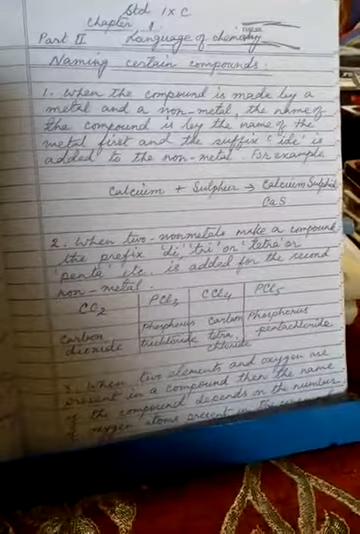 Std IX C
Chapter 1
Part II Language of chemistry
Naming certain compounds:
1. When the compound is made by a
metal and a non-metal, the name of
the compound is by the name of the
metal first and the suffix 'ide' is
added to the non-metal. For example
Calcium + Sulphur → Calcium Sulphide
CaS
2. When two-nonmetals make a compound
the prefix 'di', 'tri' or 'tetra' or
'penta' etc. is added for the second
non-metal.
CO2 PCl3 CCl4 PCl5
Carbon dioxide Phosphorus trichloride Carbon tetra chloride Phosphorus pentachloride
3. When two elements and oxygen are
present in a compound then the name
of the compound depends on the number
of oxygen atoms present in the